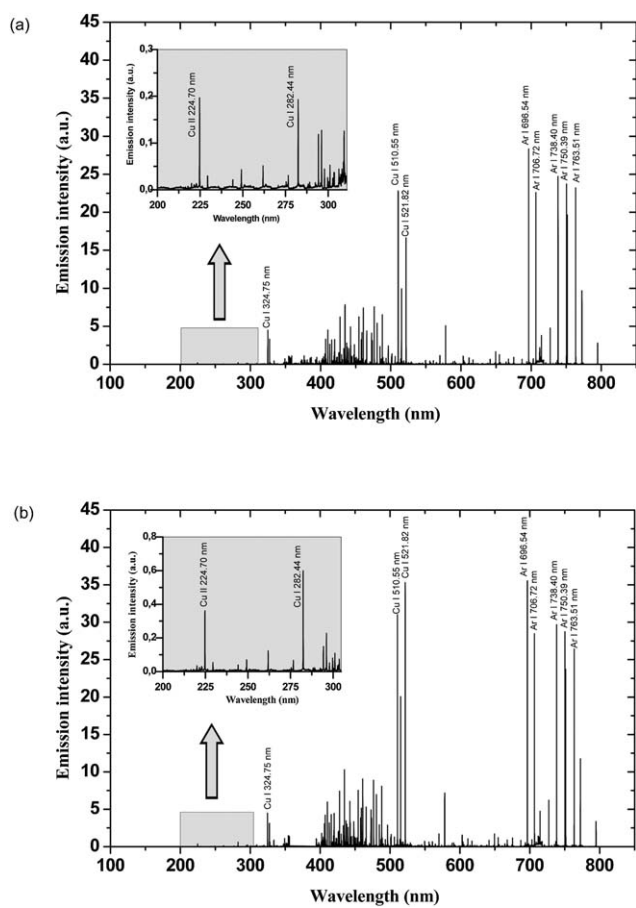 (a)
45
40
35
30
25
20
15
10
5
0
Emission intensity (a.u.)
100 200 300 400 500 600 700 800
Wavelength (nm)
0,3
0,2
0,1
0,0
Emission intensity (a.u.)
200 225 250 275 300
Wavelength (nm)
Cu II 224.70 nm
Cu I 282.44 nm
Cu I 324.75 nm
Cu I 510.55 nm
Cu I 521.82 nm
Ar I 696.54 nm
Ar I 706.72 nm
Ar I 738.40 nm
Ar I 750.39 nm
Ar I 763.51 nm
(b)
45
40
35
30
25
20
15
10
5
0
Emission intensity (a.u.)
100 200 300 400 500 600 700 800
Wavelength (nm)
0,8
0,6
0,4
0,2
0,0
Emission intensity (a.u.)
200 225 250 275 300
Wavelength (nm)
Cu II 224.70 nm
Cu I 282.44 nm
Cu I 324.75 nm
Cu I 510.55 nm
Cu I 521.82 nm
Ar I 696.54 nm
Ar I 706.72 nm
Ar I 738.40 nm
Ar I 750.39 nm
Ar I 763.51 nm